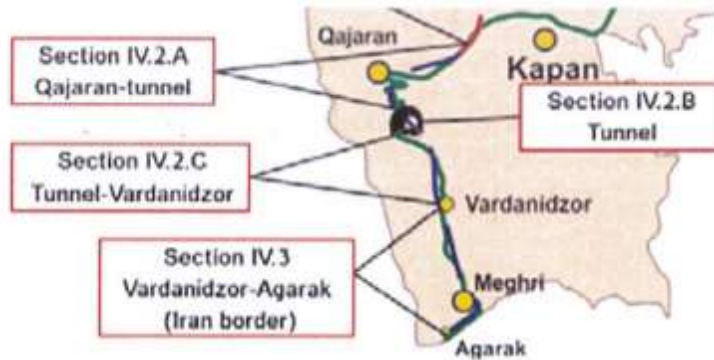 Section IV.2.A
Qajaran-tunnel
Qajaran
Kapan
Section IV.2.B
Tunnel
Section IV.2.C
Tunnel-Vardanidzor
Vardanidzor
Section IV.3
Vardanidzor-Agarak
(Iran border)
Meghri
Agarak